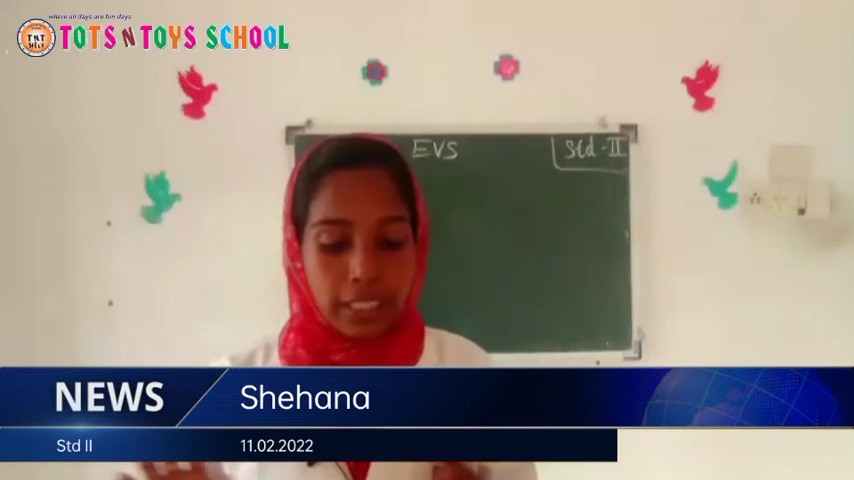 where all days are fun days
TOTS N TOYS SCHOOL
TNT
EVS
Std - II
NEWS
Shehana
Std II
11.02.2022